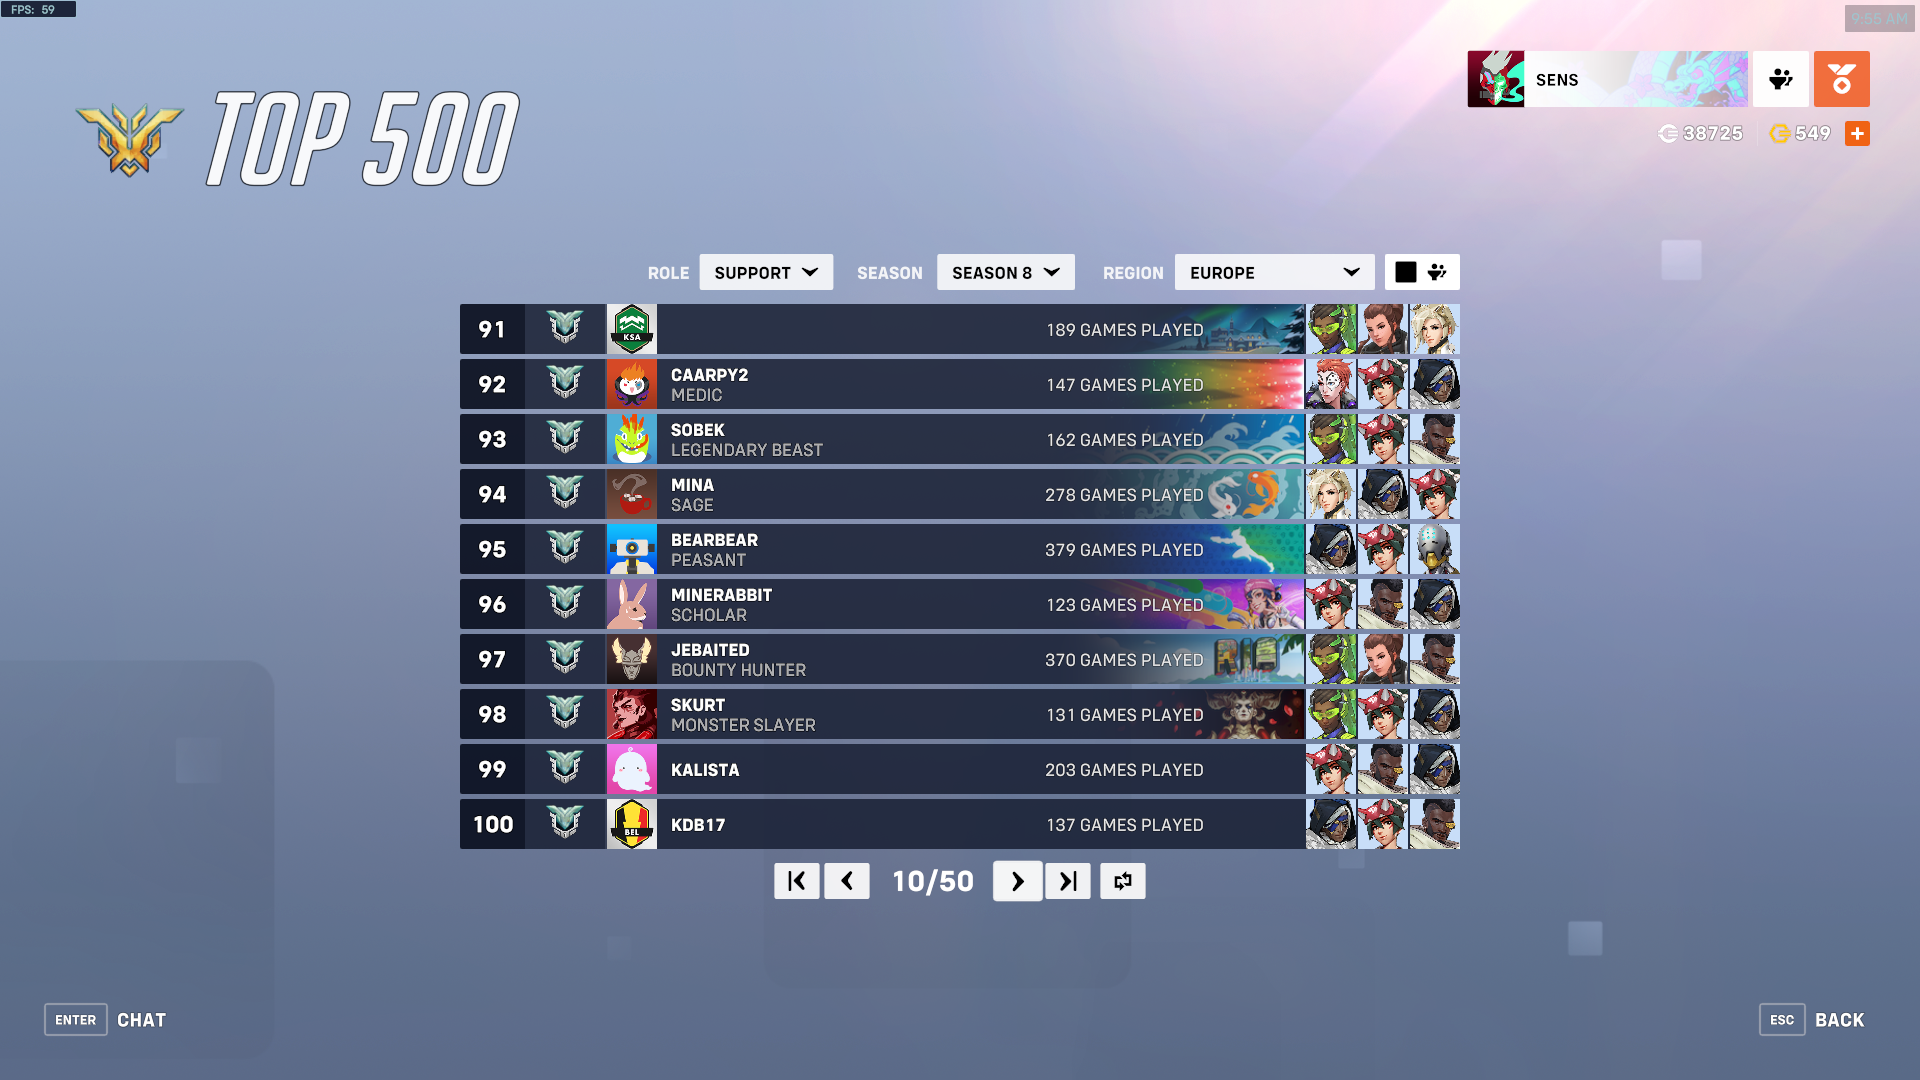 FPS: 59
9:55 AM
TOP 500
SENS
38725
549
ROLE SUPPORT SEASON SEASON 8 REGION EUROPE
91 KSA 189 GAMES PLAYED
92 CAARPY2 147 GAMES PLAYED
MEDIC
93 SOBEK 162 GAMES PLAYED
LEGENDARY BEAST
94 MINA 278 GAMES PLAYED
SAGE
95 BEARBEAR 379 GAMES PLAYED
PEASANT
96 MINERABBIT 123 GAMES PLAYED
SCHOLAR
97 JEBAITED 370 GAMES PLAYED RIO
BOUNTY HUNTER
98 SKURT 131 GAMES PLAYED
MONSTER SLAYER
99 KALISTA 203 GAMES PLAYED
100 BEL KDB17 137 GAMES PLAYED
10/50
ENTER CHAT
ESC BACK